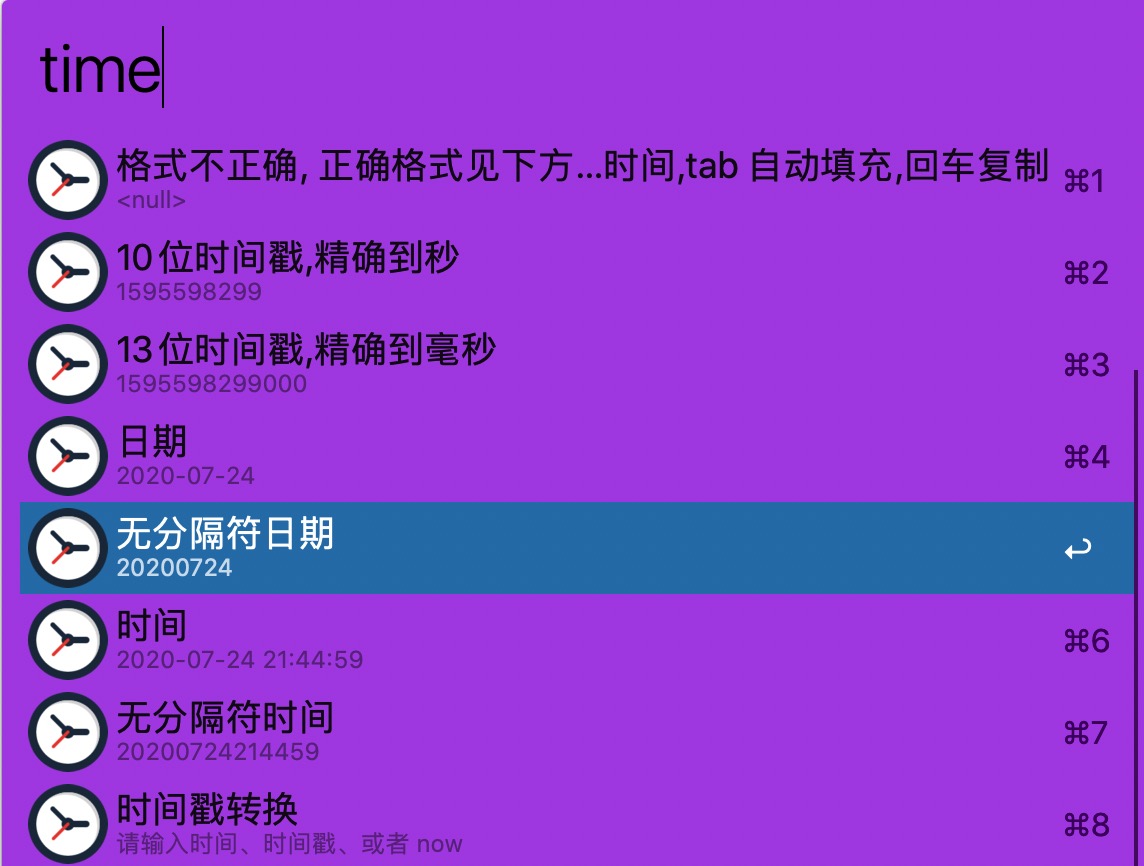 time
格式不正确, 正确格式见下方...时间,tab 自动填充,回车复制
<null>
⌘1
10 位时间戳,精确到秒
1595598299
⌘2
13 位时间戳,精确到毫秒
1595598299000
⌘3
日期
2020-07-24
⌘4
无分隔符日期
20200724
时间
2020-07-24 21:44:59
⌘6
无分隔符时间
20200724214459
⌘7
时间戳转换
请输入时间、时间戳、或者 now
⌘8